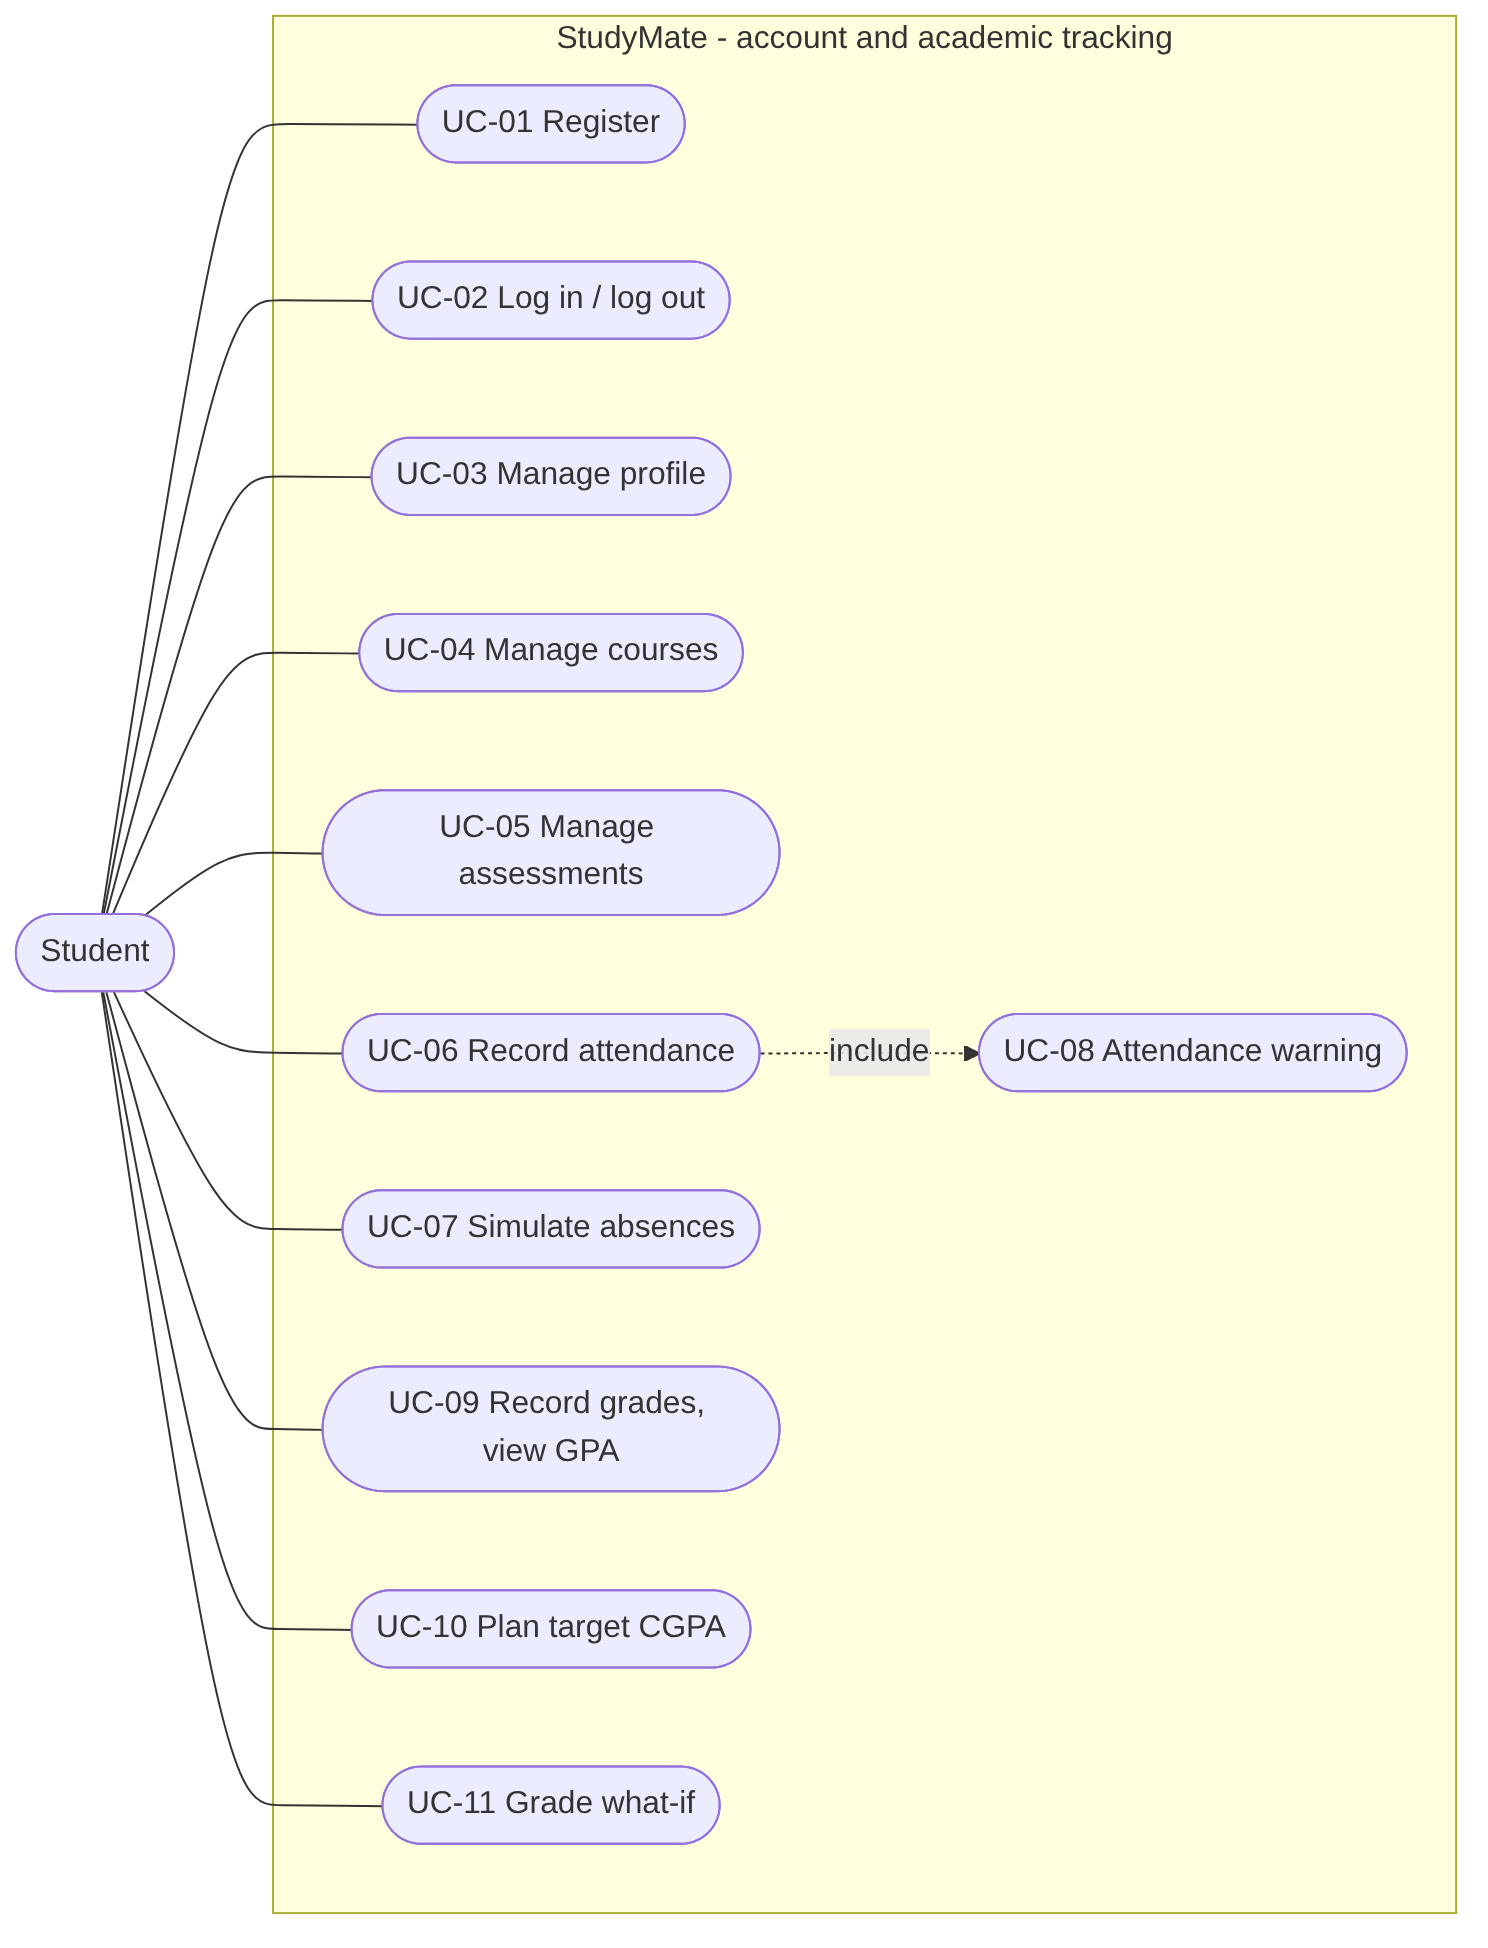 StudyMate - account and academic tracking
UC-01 Register
UC-02 Log in / log out
UC-03 Manage profile
UC-04 Manage courses
UC-05 Manage
assessments
Student
UC-06 Record attendance
include
UC-08 Attendance warning
UC-07 Simulate absences
UC-09 Record grades,
view GPA
UC-10 Plan target CGPA
UC-11 Grade what-if